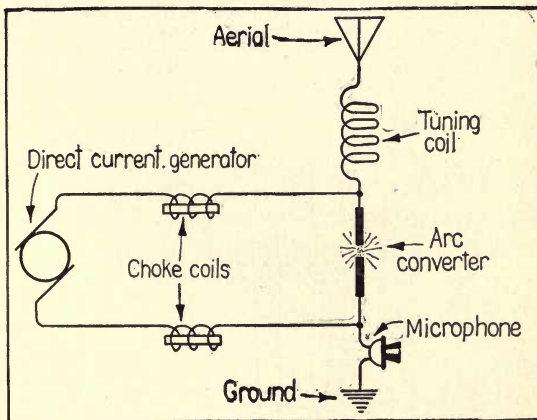 Aerial
Tuning
coil
Direct current generator
Choke coils
Arc
converter
Microphone
Ground